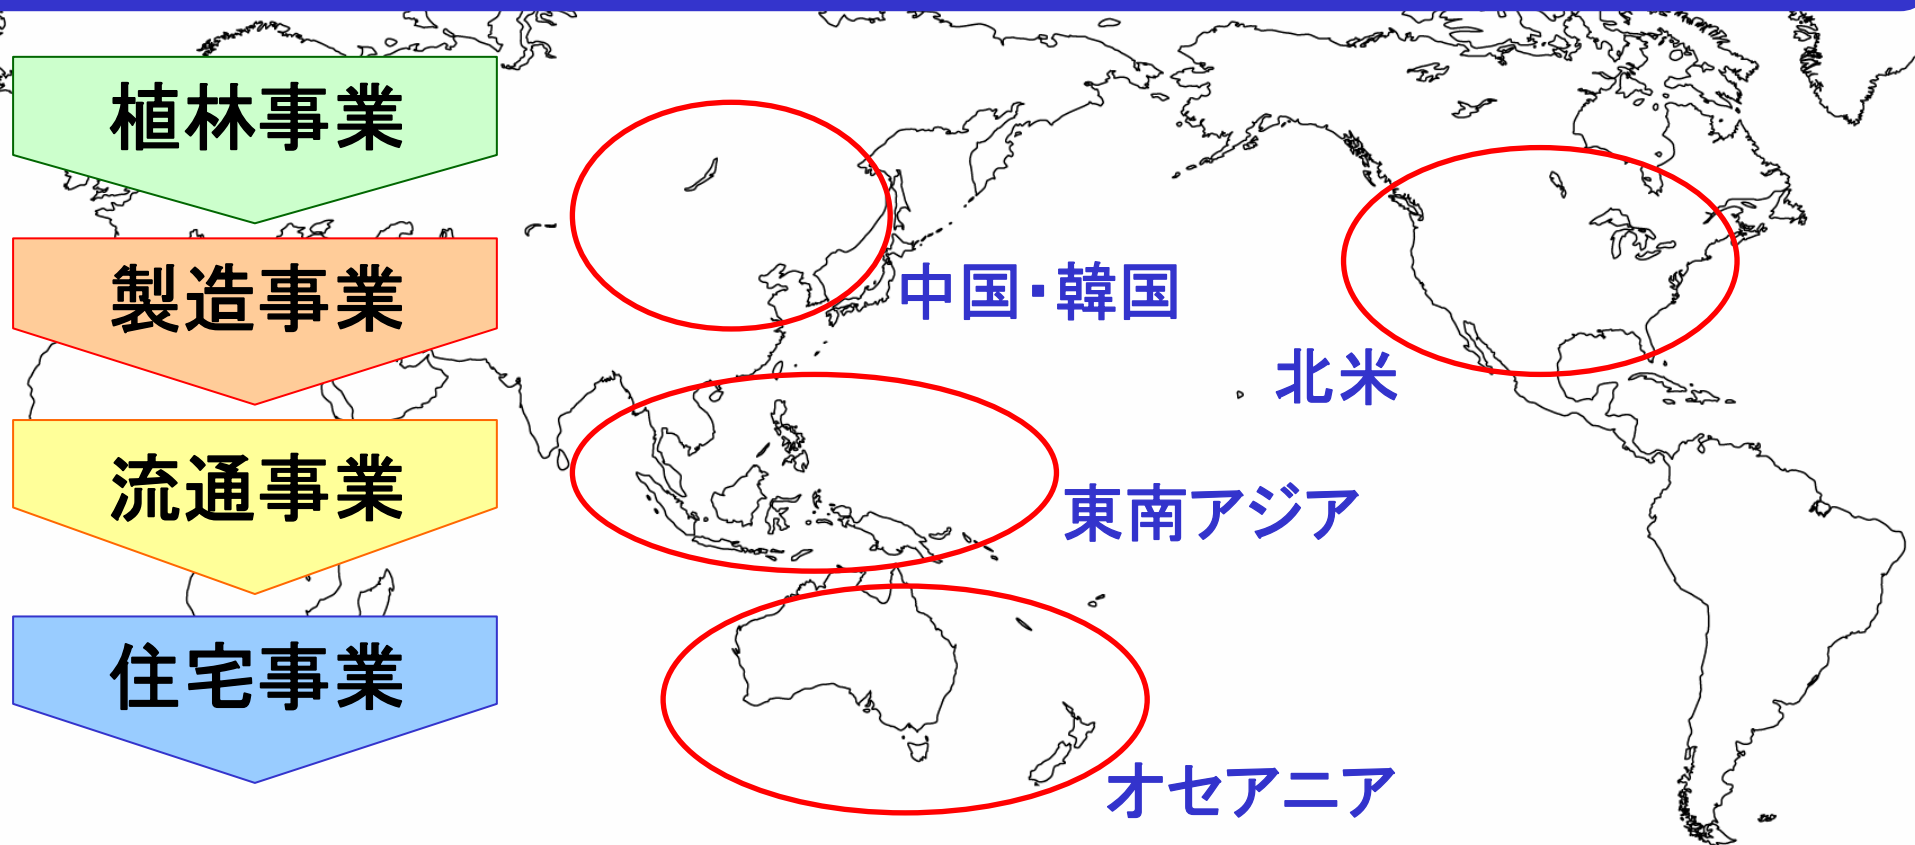 植林事業
製造事業
流通事業
住宅事業
中国・韓国
北米
東南アジア
オセアニア